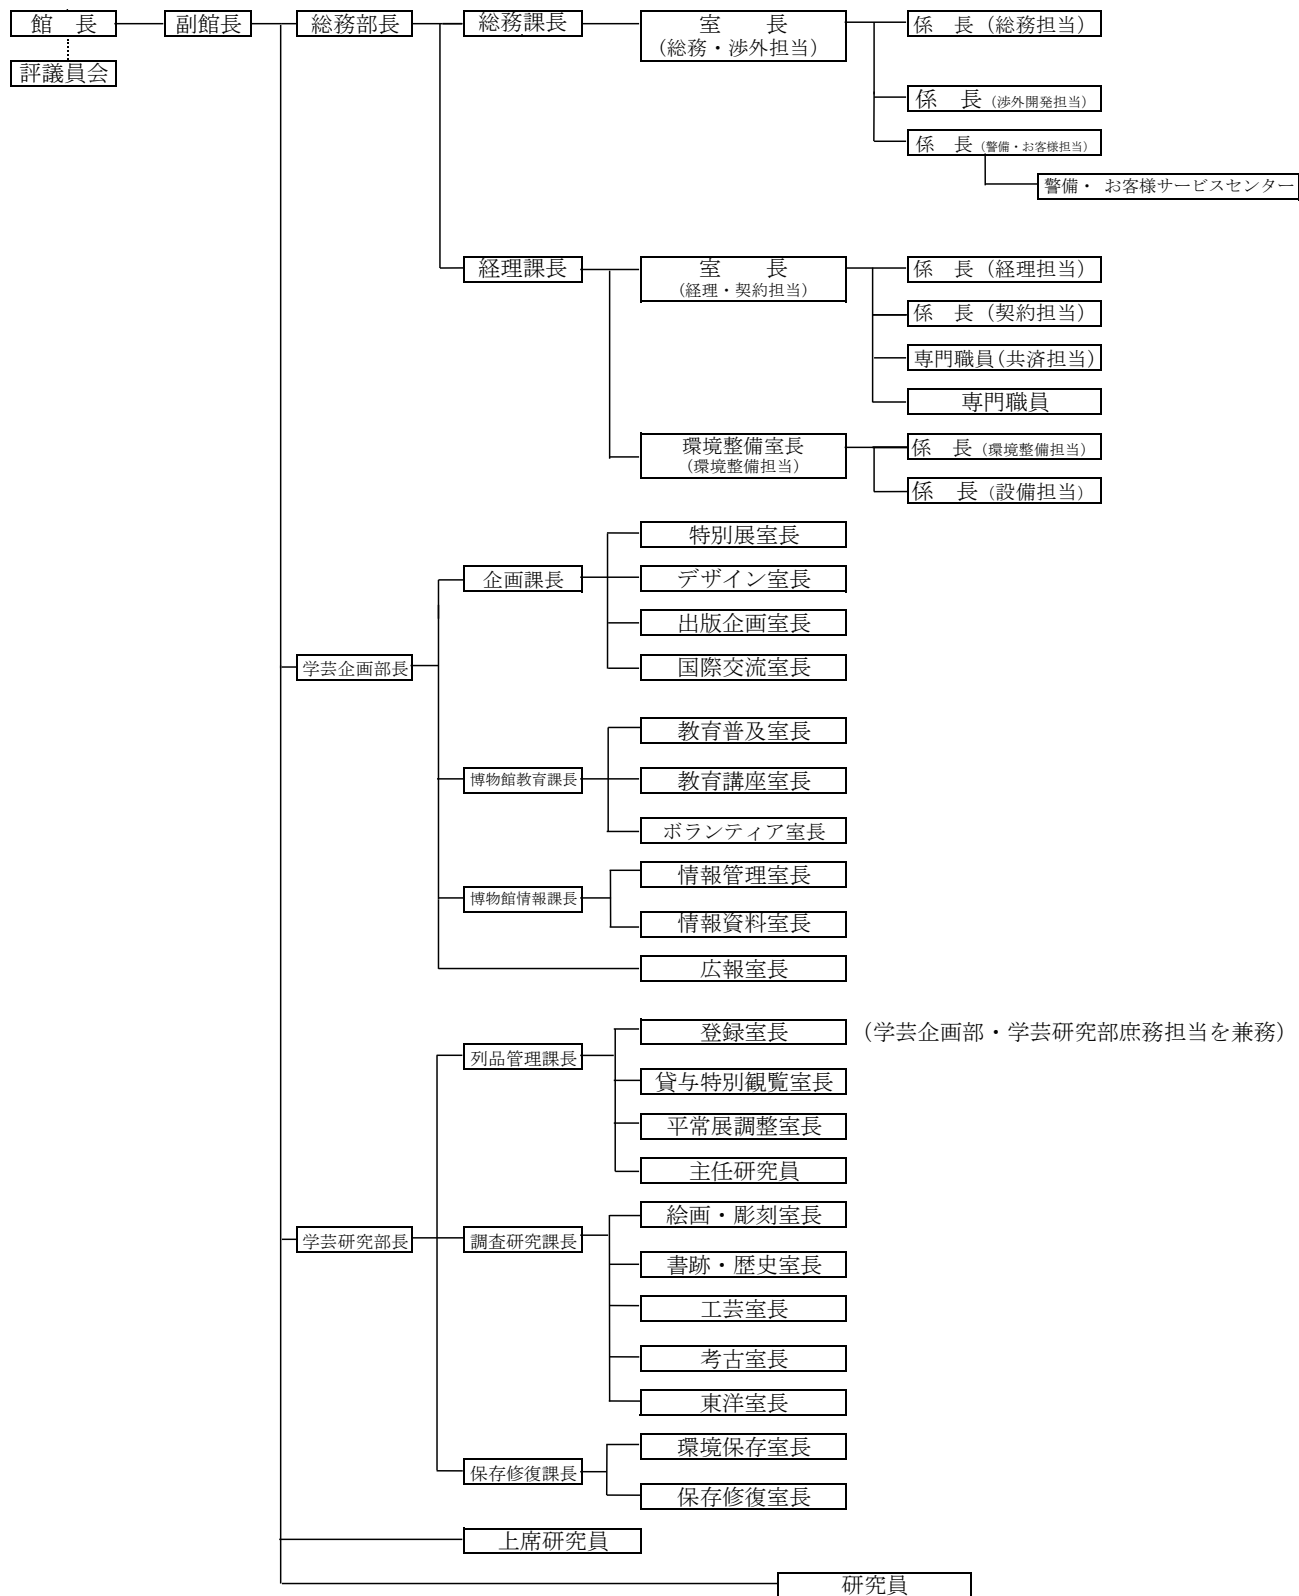 館　長
副館長
総務部長
総務課長
室　　長
（総務・渉外担当）
係　長（総務担当）
評議員会
係　長（渉外開発担当）
係　長（警備・お客様担当）
警備・ お客様サービスセンター
経理課長
室　　長
（経理・契約担当）
係　長（経理担当）
係　長（契約担当）
専門職員（共済担当）
専門職員
環境整備室長
（環境整備担当）
係　長（環境整備担当）
係　長（設備担当）
特別展室長
企画課長
デザイン室長
出版企画室長
学芸企画部長
国際交流室長
教育普及室長
博物館教育課長
教育講座室長
ボランティア室長
情報管理室長
博物館情報課長
情報資料室長
広報室長
登録室長
（学芸企画部・学芸研究部庶務担当を兼務）
列品管理課長
貸与特別観覧室長
平常展調整室長
主任研究員
絵画・彫刻室長
学芸研究部長
調査研究課長
書跡・歴史室長
工芸室長
考古室長
東洋室長
環境保存室長
保存修復課長
保存修復室長
上席研究員
研究員